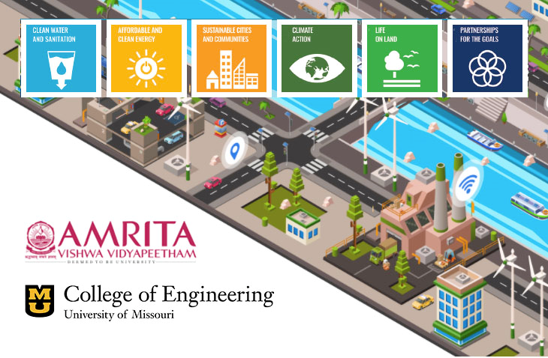 CLEAN WATER
AND SANITATION
AFFORDABLE AND
CLEAN ENERGY
SUSTAINABLE CITIES
AND COMMUNITIES
CLIMATE
ACTION
LIFE
ON LAND
PARTNERSHIPS
FOR THE GOALS
AMRITA
VISHWA VIDYAPEETHAM
DEEMED TO BE UNIVERSITY
MU
College of Engineering
University of Missouri